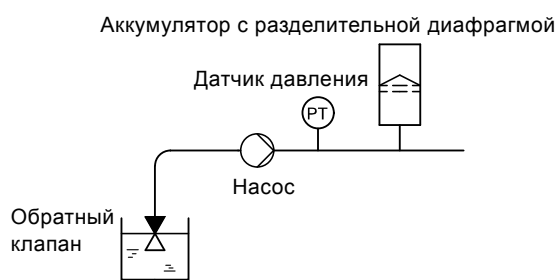 Аккумулятор с разделительной диафрагмой
Датчик давления
PT
Насос
Обратный
клапан